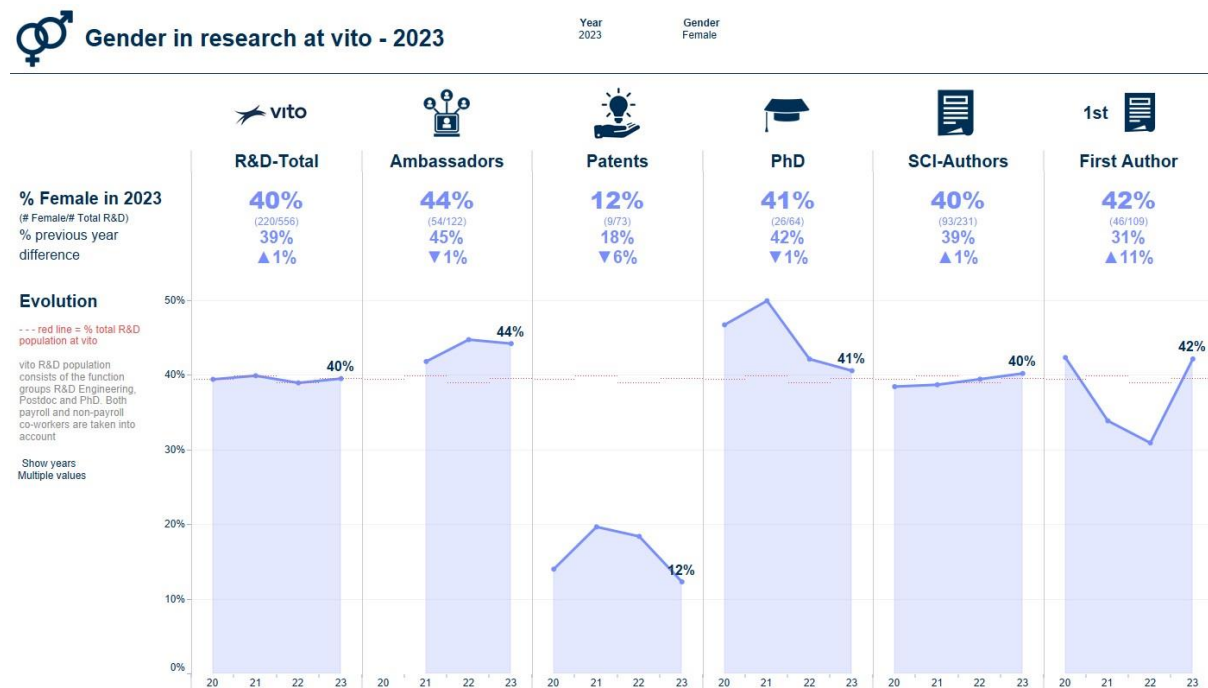 Gender in research at vito - 2023
Year
2023
Gender
Female
vito
1st
R&D-Total
Ambassadors
Patents
PhD
SCI-Authors
First Author
% Female in 2023
40%
44%
12%
41%
40%
42%
(# Female/# Total R&D)
(220/556)
(54/122)
(9/73)
(26/64)
(93/231)
(46/109)
% previous year
39%
45%
18%
42%
39%
31%
difference
▲1%
▼1%
▼6%
▼1%
▲1%
▲11%
Evolution
- - - red line = % total R&D
population at vito
vito R&D population
consists of the function
groups R&D Engineering,
Postdoc and PhD. Both
payroll and non-payroll
co-workers are taken into
account
Show years
Multiple values
50%
40%
30%
20%
10%
0%
40%
44%
12%
41%
40%
42%
20 21 22 23
20 21 22 23
20 21 22 23
20 21 22 23
20 21 22 23
20 21 22 23